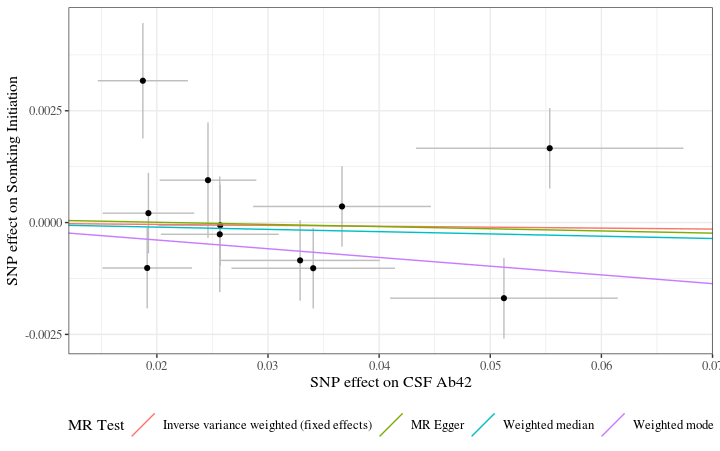 SNP effect on Somking Initiation
0.0025
0.0000
-0.0025
0.02 0.03 0.04 0.05 0.06 0.07
SNP effect on CSF Ab42
MR Test Inverse variance weighted (fixed effects) MR Egger Weighted median Weighted mode